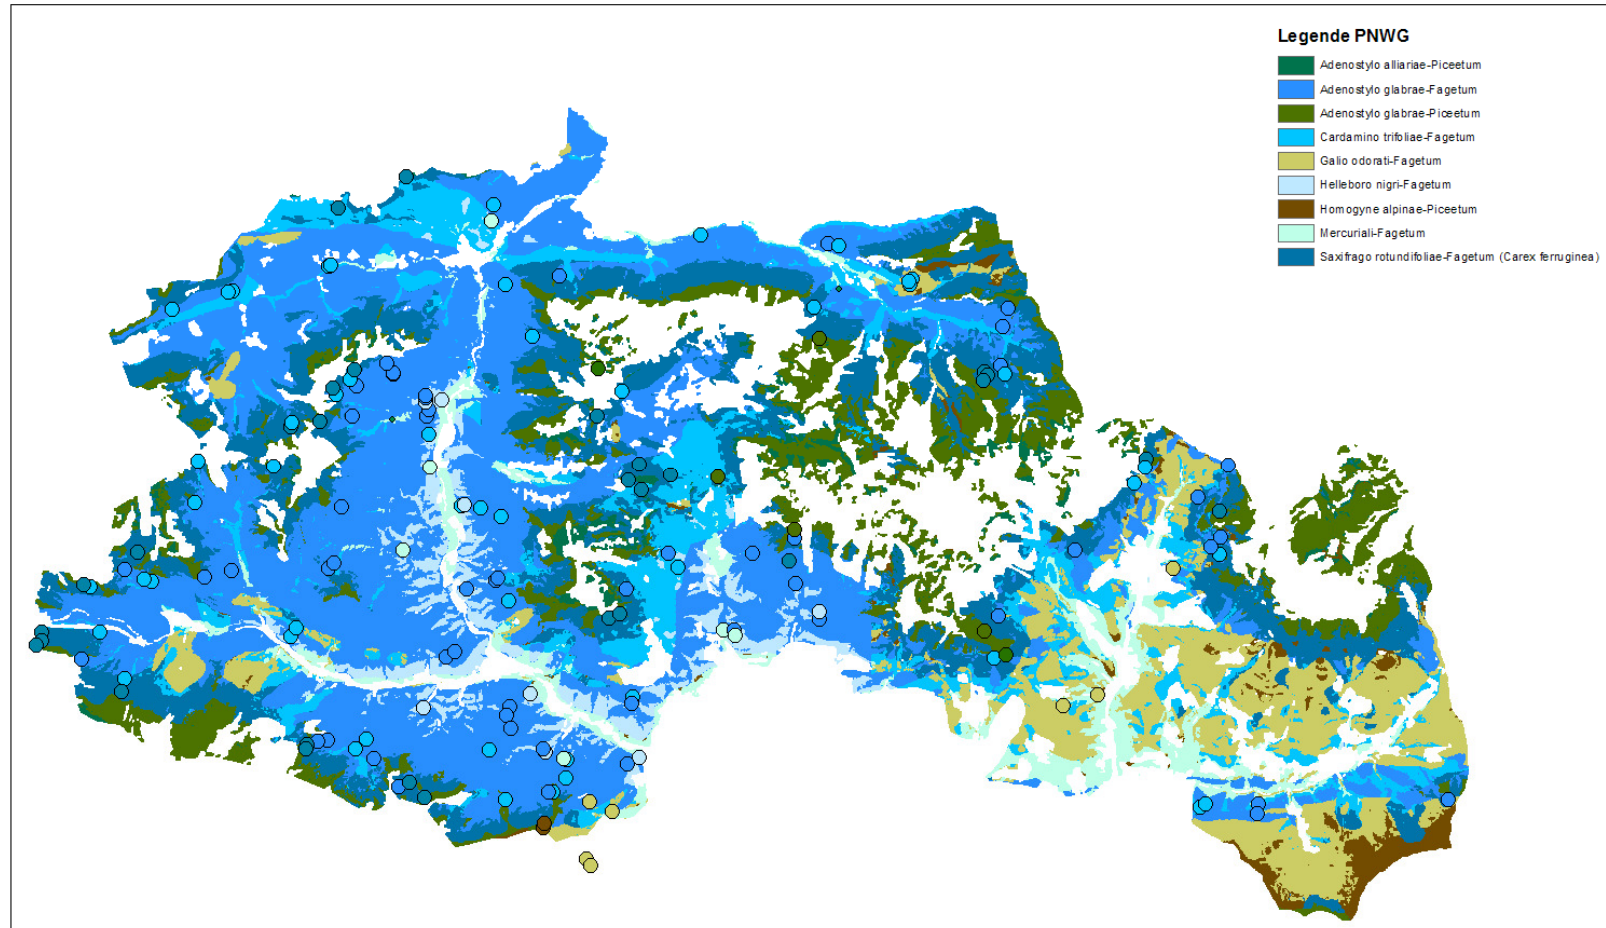 Legende PNWG
Adenostylo alliariae-Piceetum
Adenostylo glabrae-Fagetum
Adenostylo glabrae-Piceetum
Cardamino trifoliae-Fagetum
Galio odorati-Fagetum
Helleboro nigri-Fagetum
Homogyne alpinae-Piceetum
Mercuriali-Fagetum
Saxifrago rotundifoliae-Fagetum (Carex ferruginea)